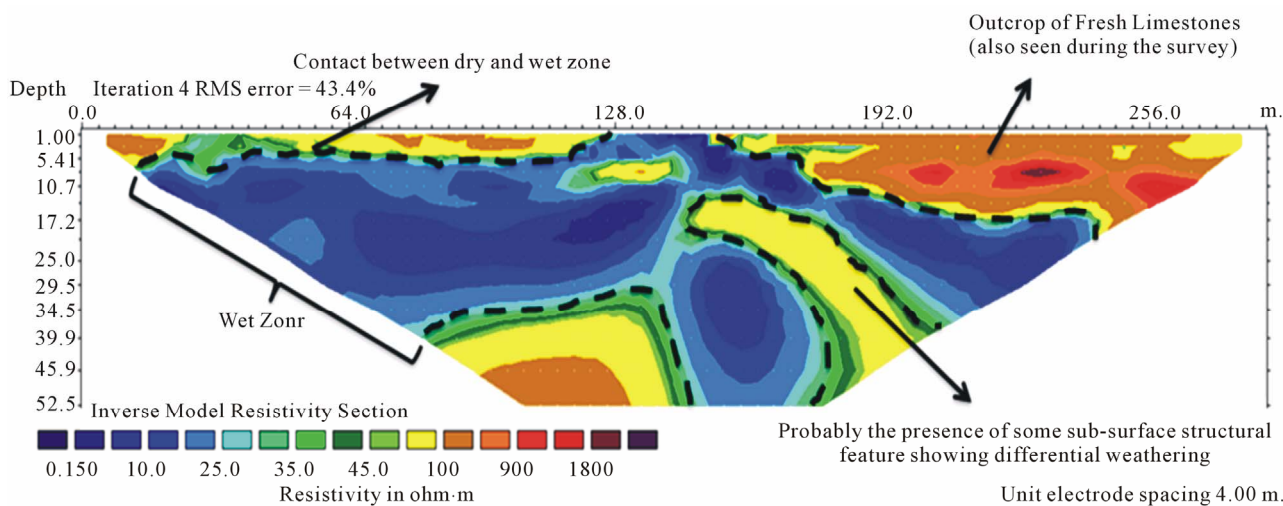 Outcrop of Fresh Limestones
(also seen during the survey)
Contact between dry and wet zone
Depth Iteration 4 RMS error = 43.4%
0.0 64.0 128.0 192.0 256.0 m.
1.00
5.41
10.7
17.2
25.0
29.5
34.5
39.9
45.9
52.5
Wet Zonr
Inverse Model Resistivity Section
0.150 10.0 25.0 35.0 45.0 100 900 1800
Resistivity in ohm·m
Probably the presence of some sub-surface structural
feature showing differential weathering
Unit electrode spacing 4.00 m.